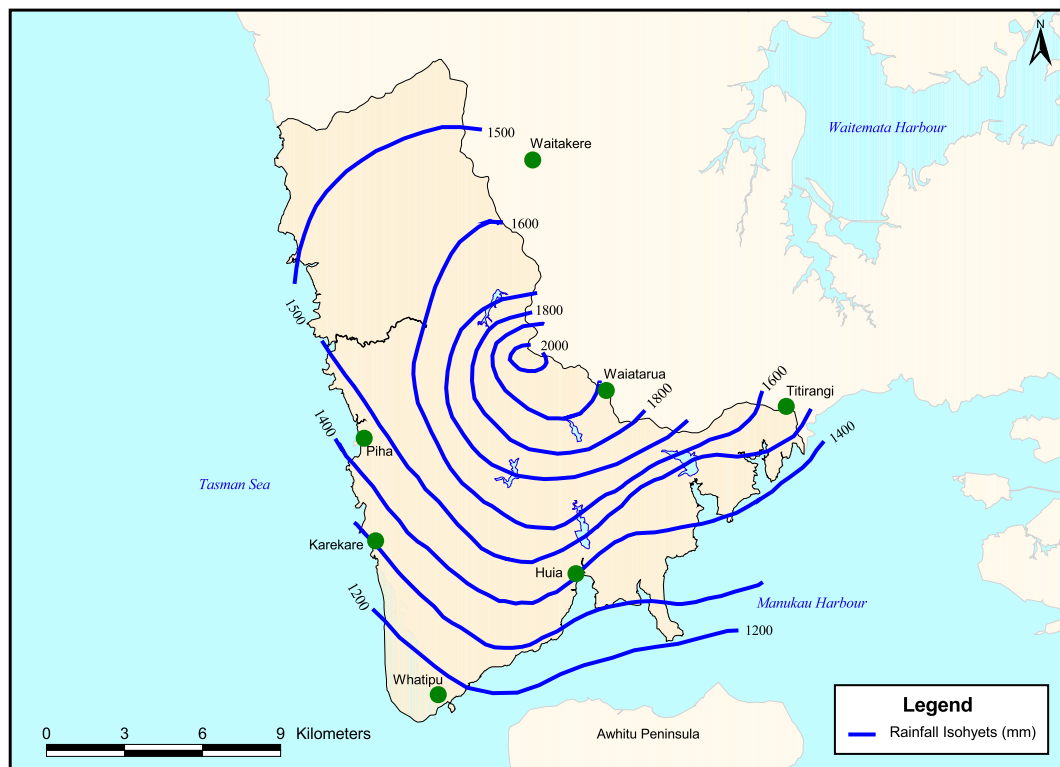 N
Waitemata Harbour
1500
Waitakere
1600
1500
1800
2000
Waiatarua
1600
Titirangi
1800
1400
1400
Piha
Tasman Sea
Karekare
Huia
1200
Manukau Harbour
1200
Whatipu
Legend
Rainfall Isohyets (mm)
0 3 6 9 Kilometers
Awhitu Peninsula